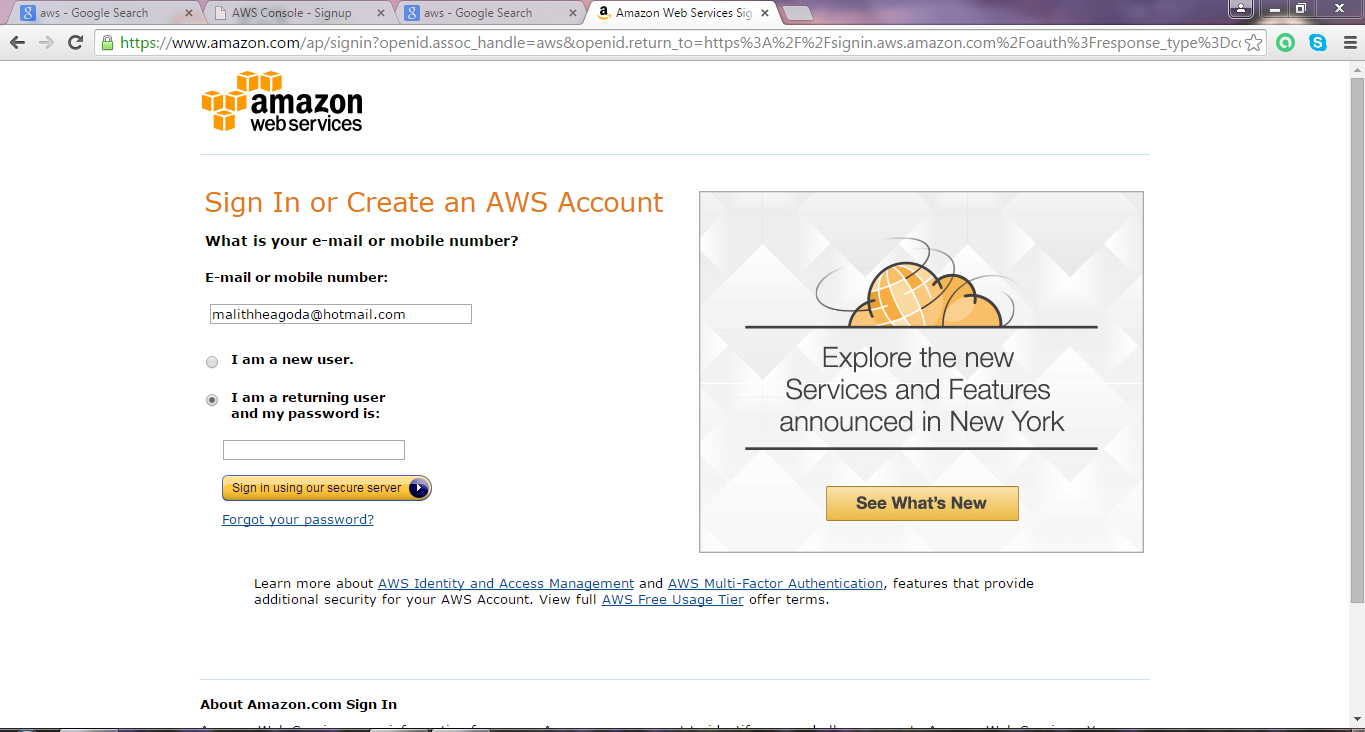 aws - Google Search
AWS Console - Signup
aws - Google Search
Amazon Web Services Sig
https://www.amazon.com/ap/signin?openid.assoc_handle=aws&openid.return_to=https%3A%2F%2Fsignin.aws.amazon.com%2Foauth%3Fresponse_type%3Dco
amazon
web services
Sign In or Create an AWS Account
What is your e-mail or mobile number?
E-mail or mobile number:
malithheagoda@hotmail.com
I am a new user.
I am a returning user
and my password is:
Sign in using our secure server
Forgot your password?
Explore the new
Services and Features
announced in New York
See What's New
Learn more about AWS Identity and Access Management and AWS Multi-Factor Authentication, features that provide
additional security for your AWS Account. View full AWS Free Usage Tier offer terms.
About Amazon.com Sign In